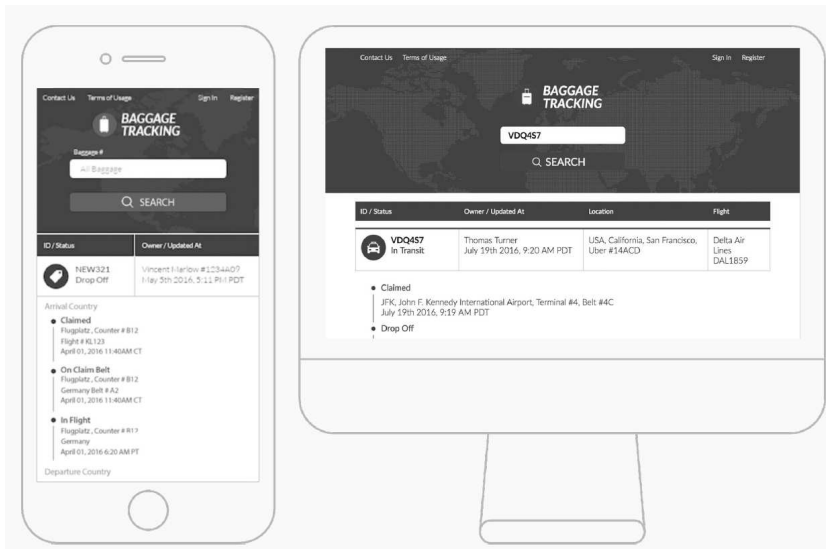 Contact Us Terms of Usage Sign In Register
BAGGAGE
TRACKING
Baggage #
All Baggage
SEARCH
ID / Status Owner / Updated At
NEW321 Vincent Marlow #1234A09
Drop Off May 5th 2016, 5:11 PM PDT
Arrival Country
Claimed
Flugplatz , Counter # B12
Flight # KL123
April 01, 2016 11:40AM CT
On Claim Belt
Flugplatz , Counter # B12
Germany Belt # A2
April 01, 2016 11:40AM CT
In Flight
Flugplatz , Counter # B12
Germany
April 01, 2016 6:20 AM PT
Departure Country
Contact Us Terms of Usage Sign In Register
BAGGAGE
TRACKING
VDQ457
SEARCH
ID / Status Owner / Updated At Location Flight
VDQ457 Thomas Turner USA, California, San Francisco, Delta Air
In Transit July 19th 2016, 9:20 AM PDT Uber #14ACD Lines
DAL1859
Claimed
JFK, John F. Kennedy International Airport, Terminal #4, Belt #4C
July 19th 2016, 9:19 AM PDT
Drop Off